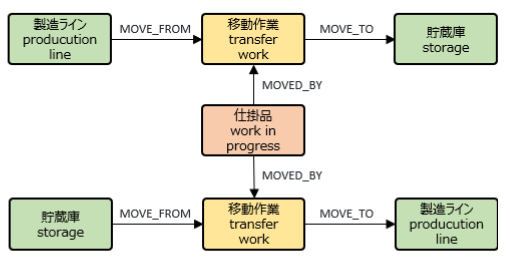 製造ライン
producution
line
MOVE_FROM
移動作業
transfer
work
MOVE_TO
貯蔵庫
storage
MOVED_BY
仕掛品
work in
progress
MOVED_BY
貯蔵庫
storage
MOVE_FROM
移動作業
transfer
work
MOVE_TO
製造ライン
producution
line